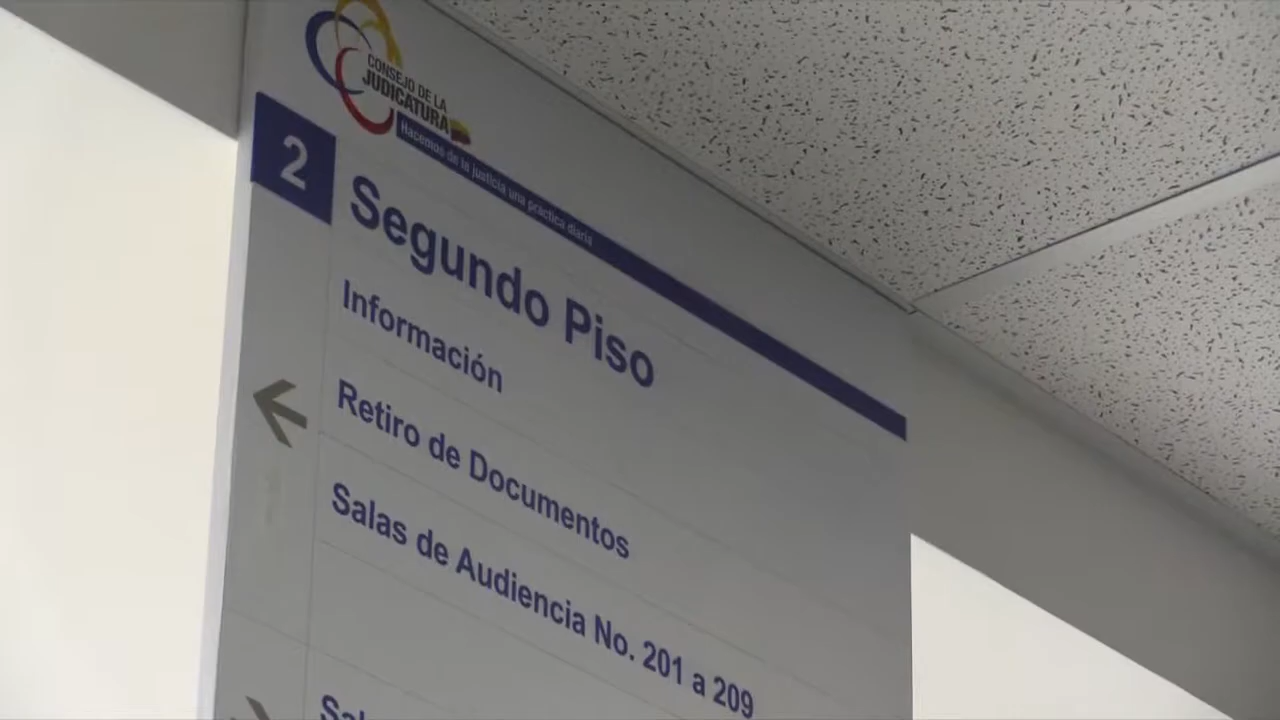 CONSEJO DE LA
JUDICATURA
Hacemos de la justicia una práctica diaria
2
Segundo Piso
Información
Retiro de Documentos
Salas de Audiencia No. 201 a 209